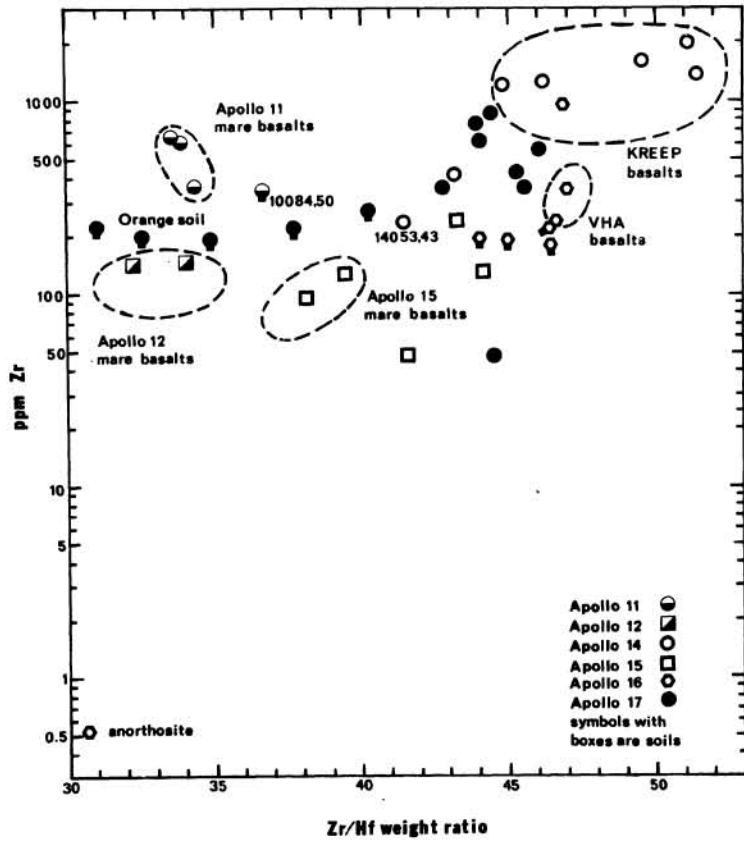 1000
500
100
50
10
5
1
0.5
ppm Zr
Apollo 11
mare basalts
10084,50
Orange soil
Apollo 12
mare basalts
14053,43
Apollo 15
mare basalts
KREEP
basalts
VHA
basalta
anorthosite
Apollo 11
Apollo 12
Apollo 14
Apollo 15
Apollo 16
Apollo 17
symbols with
boxes are soils
30 35 40 45 50
Zr/Hf weight ratio